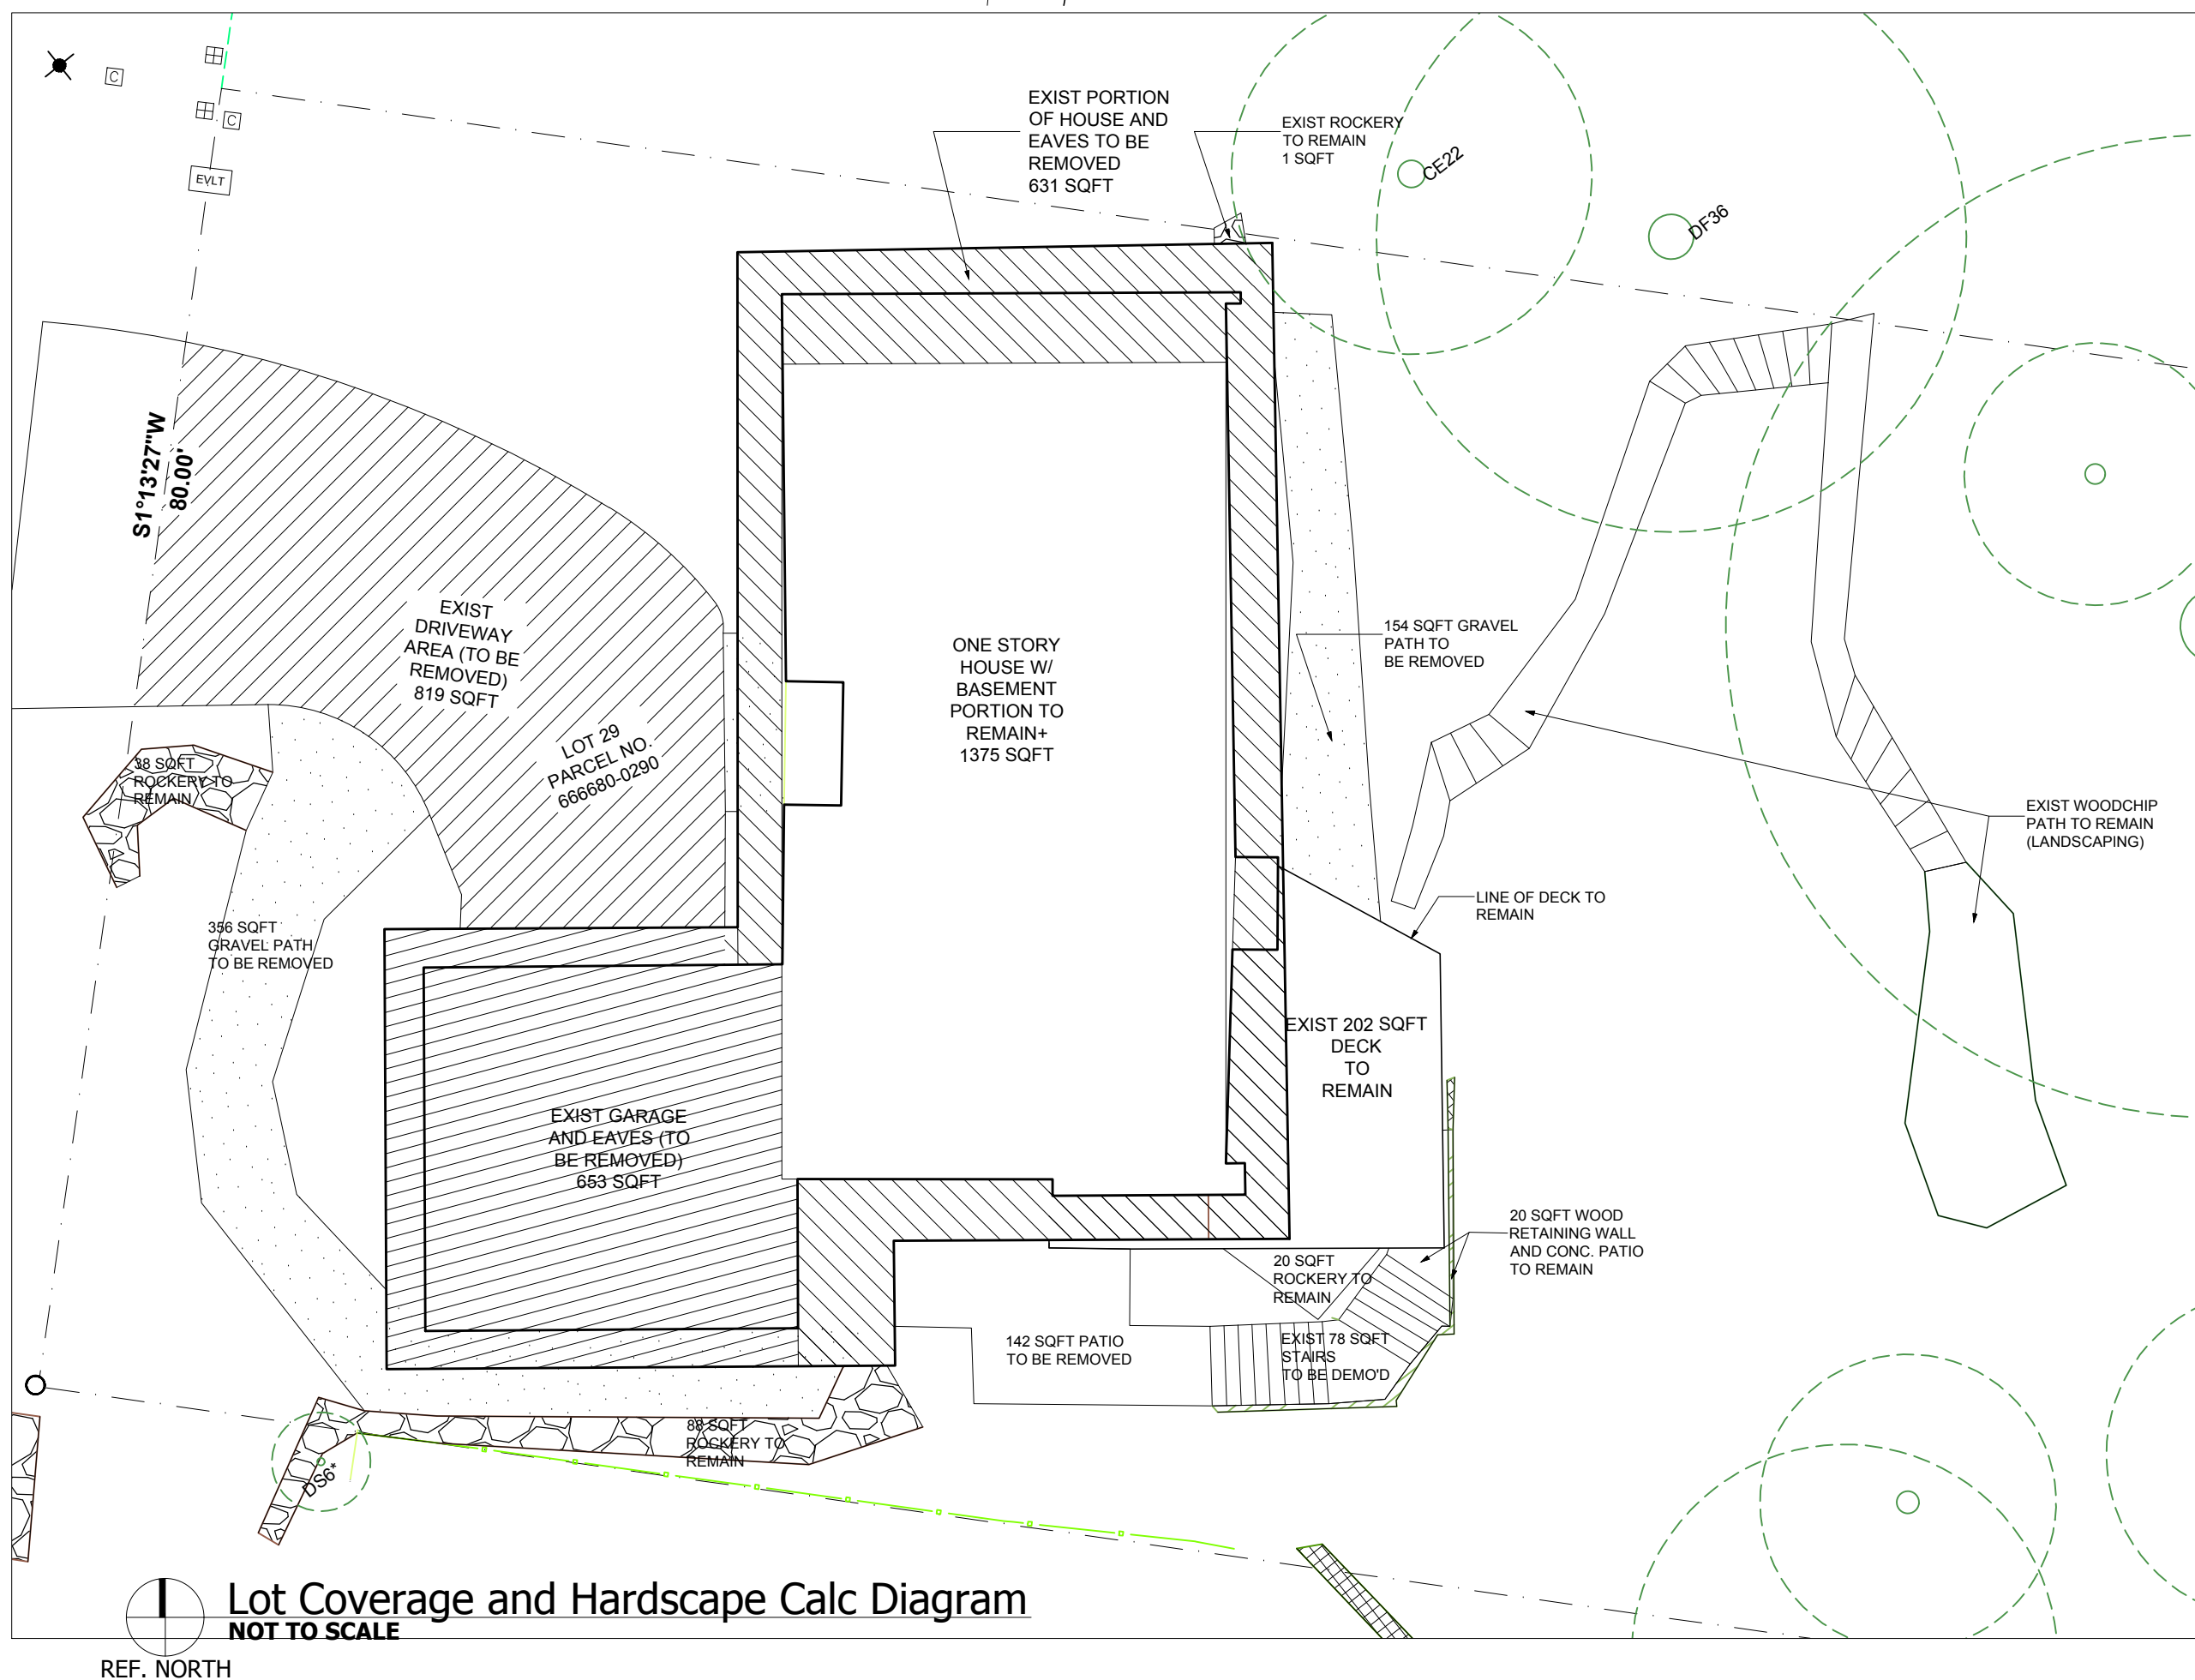 EXIST PORTION
OF HOUSE AND
EAVES TO BE
REMOVED
631 SQFT
EXIST ROCKERY
TO REMAIN
1 SQFT
CE22
DF36
C
C
EVLT
S1°13'27"W
80.00'
EXIST
DRIVEWAY
AREA (TO BE
REMOVED)
819 SQFT
LOT 29
PARCEL NO.
666680-0290
ONE STORY
HOUSE W/
BASEMENT
PORTION TO
REMAIN+
1375 SQFT
154 SQFT GRAVEL
PATH TO
BE REMOVED
38 SQFT
ROCKERY TO
REMAIN
EXIST WOODCHIP
PATH TO REMAIN
(LANDSCAPING)
LINE OF DECK TO
REMAIN
356 SQFT
GRAVEL PATH
TO BE REMOVED
EXIST 202 SQFT
DECK
TO
REMAIN
EXIST GARAGE
AND EAVES (TO
BE REMOVED)
653 SQFT
20 SQFT WOOD
RETAINING WALL
AND CONC. PATIO
TO REMAIN
20 SQFT
ROCKERY TO
REMAIN
142 SQFT PATIO
TO BE REMOVED
EXIST 78 SQFT
STAIRS
TO BE DEMO'D
88 SQFT
ROCKERY TO
REMAIN
DS6*
Lot Coverage and Hardscape Calc Diagram
NOT TO SCALE
REF. NORTH